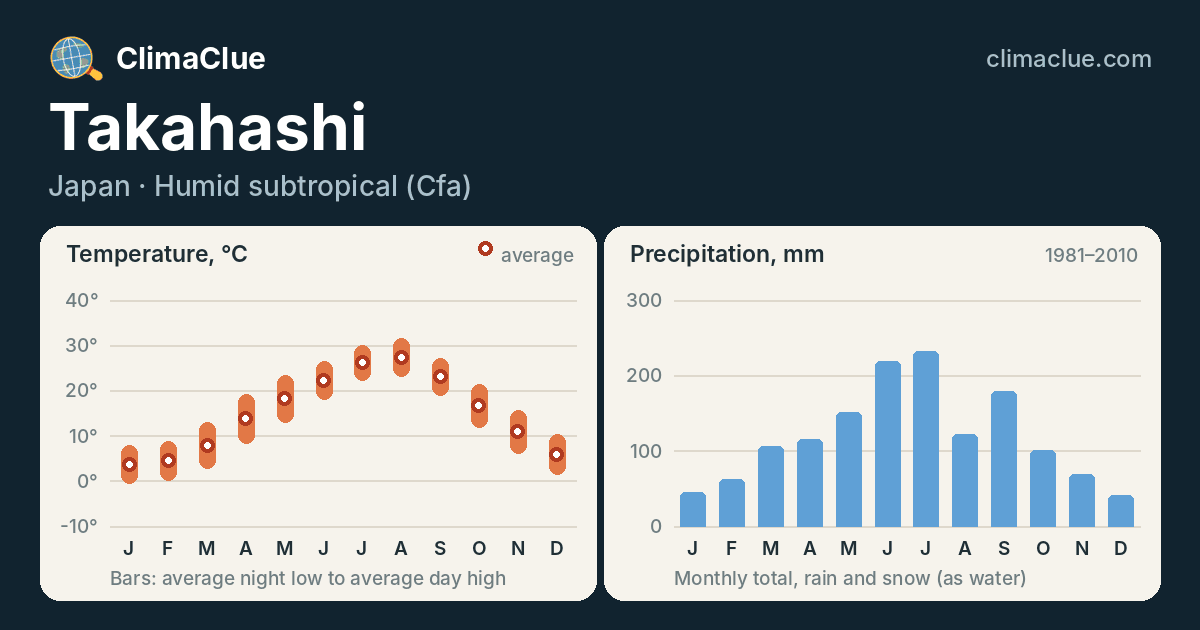 ClimaClue
climaclue.com
Takahashi
Japan · Humid subtropical (Cfa)
Temperature, °C
average
40°
30°
20°
10°
0°
-10°
J F M A M J J A S O N D
Bars: average night low to average day high
Precipitation, mm
1981–2010
300
200
100
0
J F M A M J J A S O N D
Monthly total, rain and snow (as water)